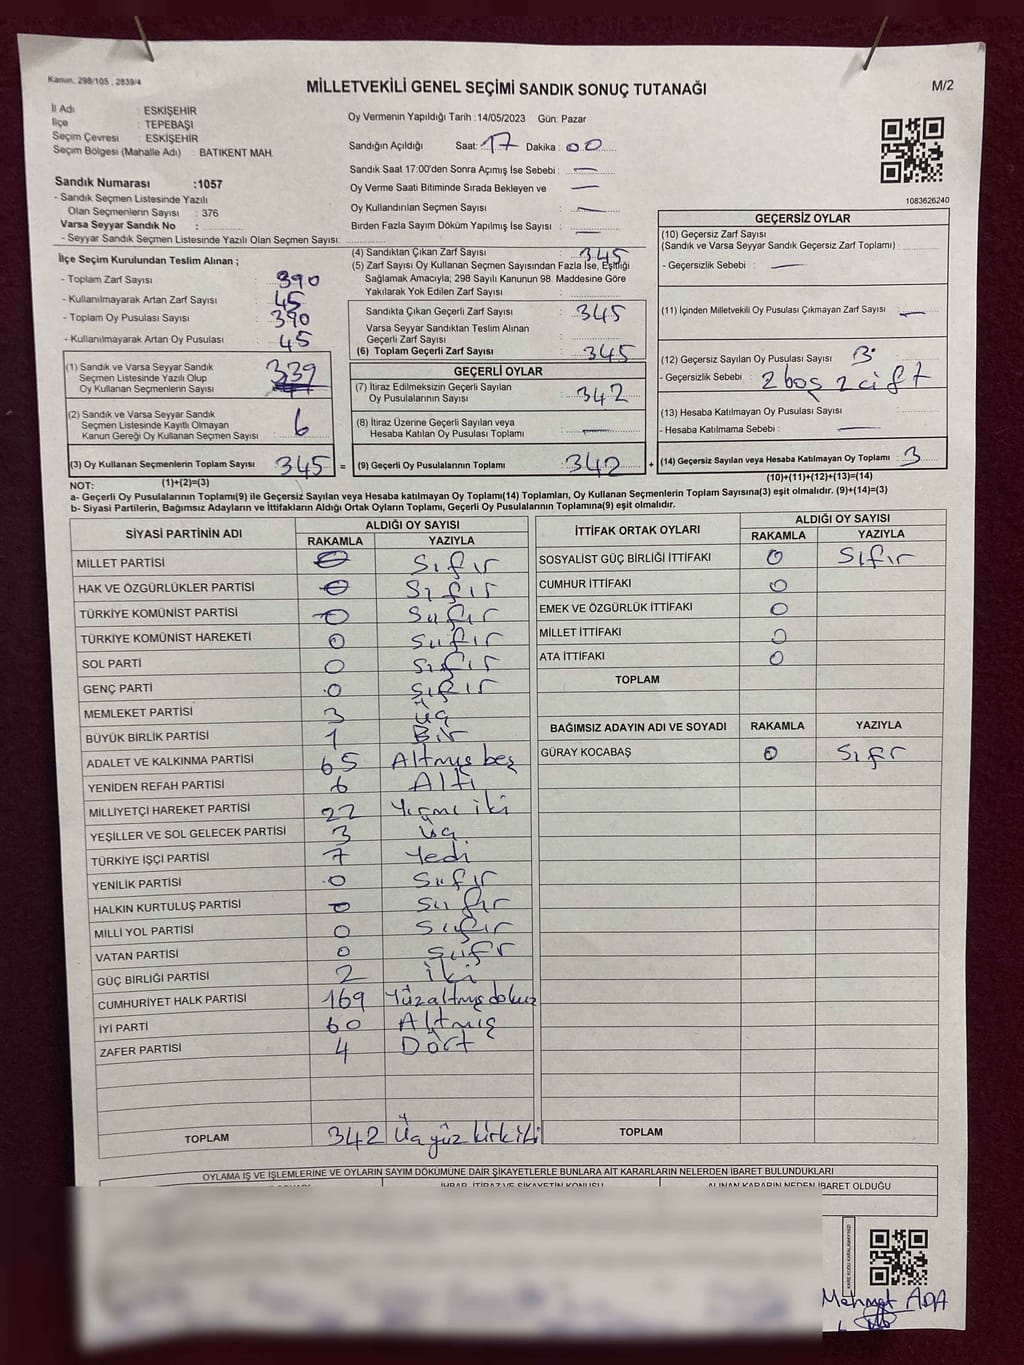 Kanun: 298/105 ; 2839/4
MİLLETVEKİLİ GENEL SEÇİMİ SANDIK SONUÇ TUTANAĞI
M/2
İl Adı : ESKİŞEHİR
İlçe : TEPEBAŞI
Seçim Çevresi : ESKİŞEHİR
Seçim Bölgesi (Mahalle Adı) : BATIKENT MAH.
Oy Vermenin Yapıldığı Tarih :14/05/2023 Gün: Pazar
Sandığın Açıldığı Saat: 17 Dakika : 00
Sandık Saat 17:00'den Sonra Açımış İse Sebebi : —
Oy Verme Saati Bitiminde Sırada Bekleyen ve —
Oy Kullandırılan Seçmen Sayısı : —
Birden Fazla Sayım Döküm Yapılmış İse Sayısı : —
1083626240
Sandık Numarası :1057
- Sandık Seçmen Listesinde Yazılı
Olan Seçmenlerin Sayısı : 376
Varsa Seyyar Sandık No :
- Seyyar Sandık Seçmen Listesinde Yazılı Olan Seçmen Sayısı:
İlçe Seçim Kurulundan Teslim Alınan ;
- Toplam Zarf Sayısı : 390
- Kullanılmayarak Artan Zarf Sayısı : 45
- Toplam Oy Pusulası Sayısı : 390
- Kullanılmayarak Artan Oy Pusulası : 45
(1) Sandık ve Varsa Seyyar Sandık
Seçmen Listesinde Yazılı Olup
Oy Kullanan Seçmenlerin Sayısı : 339
(2) Sandık ve Varsa Seyyar Sandık
Seçmen Listesinde Kayıtlı Olmayan
Kanun Gereği Oy Kullanan Seçmen Sayısı : 6
(3) Oy Kullanan Seçmenlerin Toplam Sayısı : 345 =
(1)+(2)=(3)
(4) Sandıktan Çıkan Zarf Sayısı : 345
(5) Zarf Sayısı Oy Kullanan Seçmen Sayısından Fazla İse, Eşitliği
Sağlamak Amacıyla; 298 Sayılı Kanunun 98. Maddesine Göre
Yakılarak Yok Edilen Zarf Sayısı :
Sandıkta Çıkan Geçerli Zarf Sayısı : 345
Varsa Seyyar Sandıktan Teslim Alınan
Geçerli Zarf Sayısı :
(6) Toplam Geçerli Zarf Sayısı : 345
GEÇERLİ OYLAR
(7) İtiraz Edilmeksizin Geçerli Sayılan
Oy Pusulalarının Sayısı : 342
(8) İtiraz Üzerine Geçerli Sayılan veya
Hesaba Katılan Oy Pusulası Toplamı : —
(9) Geçerli Oy Pusulalarının Toplamı : 342 +
GEÇERSİZ OYLAR
(10) Geçersiz Zarf Sayısı
(Sandık ve Varsa Seyyar Sandık Geçersiz Zarf Toplamı) :
- Geçersizlik Sebebi : —
(11) İçinden Milletvekili Oy Pusulası Çıkmayan Zarf Sayısı : —
(12) Geçersiz Sayılan Oy Pusulası Sayısı : 3
- Geçersizlik Sebebi : 2 boş 2 çift
(13) Hesaba Katılmayan Oy Pusulası Sayısı :
- Hesaba Katılmama Sebebi : —
(14) Geçersiz Sayılan veya Hesaba Katılmayan Oy Toplamı : 3
(10)+(11)+(12)+(13)=(14)
NOT:
a- Geçerli Oy Pusulalarının Toplamı(9) ile Geçersiz Sayılan veya Hesaba katılmayan Oy Toplamı(14) Toplamları, Oy Kullanan Seçmenlerin Toplam Sayısına(3) eşit olmalıdır. (9)+(14)=(3)
b- Siyasi Partilerin, Bağımsız Adayların ve İttifakların Aldığı Ortak Oyların Toplamı, Geçerli Oy Pusulalarının Toplamına(9) eşit olmalıdır.
SİYASİ PARTİNİN ADI ALDIĞI OY SAYISI
RAKAMLA YAZIYLA
MİLLET PARTİSİ 0 Sıfır
HAK VE ÖZGÜRLÜKLER PARTİSİ 0 Sıfır
TÜRKİYE KOMÜNİST PARTİSİ 0 Sıfır
TÜRKİYE KOMÜNİST HAREKETİ 0 Sıfır
SOL PARTİ 0 Sıfır
GENÇ PARTİ 0 Sıfır
MEMLEKET PARTİSİ 3 Üç
BÜYÜK BİRLİK PARTİSİ 1 Bir
ADALET VE KALKINMA PARTİSİ 65 Altmış beş
YENİDEN REFAH PARTİSİ 6 Altı
MİLLİYETÇİ HAREKET PARTİSİ 22 Yirmi iki
YEŞİLLER VE SOL GELECEK PARTİSİ 3 Üç
TÜRKİYE İŞÇİ PARTİSİ 7 Yedi
YENİLİK PARTİSİ 0 Sıfır
HALKIN KURTULUŞ PARTİSİ 0 Sıfır
MİLLİ YOL PARTİSİ 0 Sıfır
VATAN PARTİSİ 0 Sıfır
GÜÇ BİRLİĞİ PARTİSİ 2 İki
CUMHURİYET HALK PARTİSİ 169 Yüzaltmışdokuz
İYİ PARTİ 60 Altmış
ZAFER PARTİSİ 4 Dört
TOPLAM 342 Üçyüz kırkiki
İTTİFAK ORTAK OYLARI ALDIĞI OY SAYISI
RAKAMLA YAZIYLA
SOSYALİST GÜÇ BİRLİĞİ İTTİFAKI 0 Sıfır
CUMHUR İTTİFAKI 0
EMEK VE ÖZGÜRLÜK İTTİFAKI 0
MİLLET İTTİFAKI 0
ATA İTTİFAKI 0
TOPLAM
BAĞIMSIZ ADAYIN ADI VE SOYADI RAKAMLA YAZIYLA
GÜRAY KOCABAŞ 0 Sıfır
TOPLAM
OYLAMA İŞ VE İŞLEMLERİNE VE OYLARIN SAYIM DÖKÜMÜNE DAİR ŞİKAYETLERLE BUNLARA AİT KARARLARIN NELERDEN İBARET BULUNDUKLARI
İHBAR, İTİRAZ VE ŞİKAYETİN KONUSU ALINAN KARARIN NEDEN İBARET OLDUĞU
Mehmet ADA